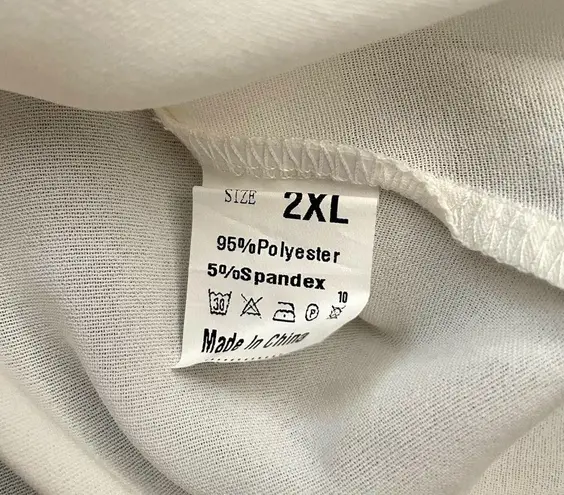 SIZE 2XL
95%Polyester
5%Spandex
10
30 P
Made In China